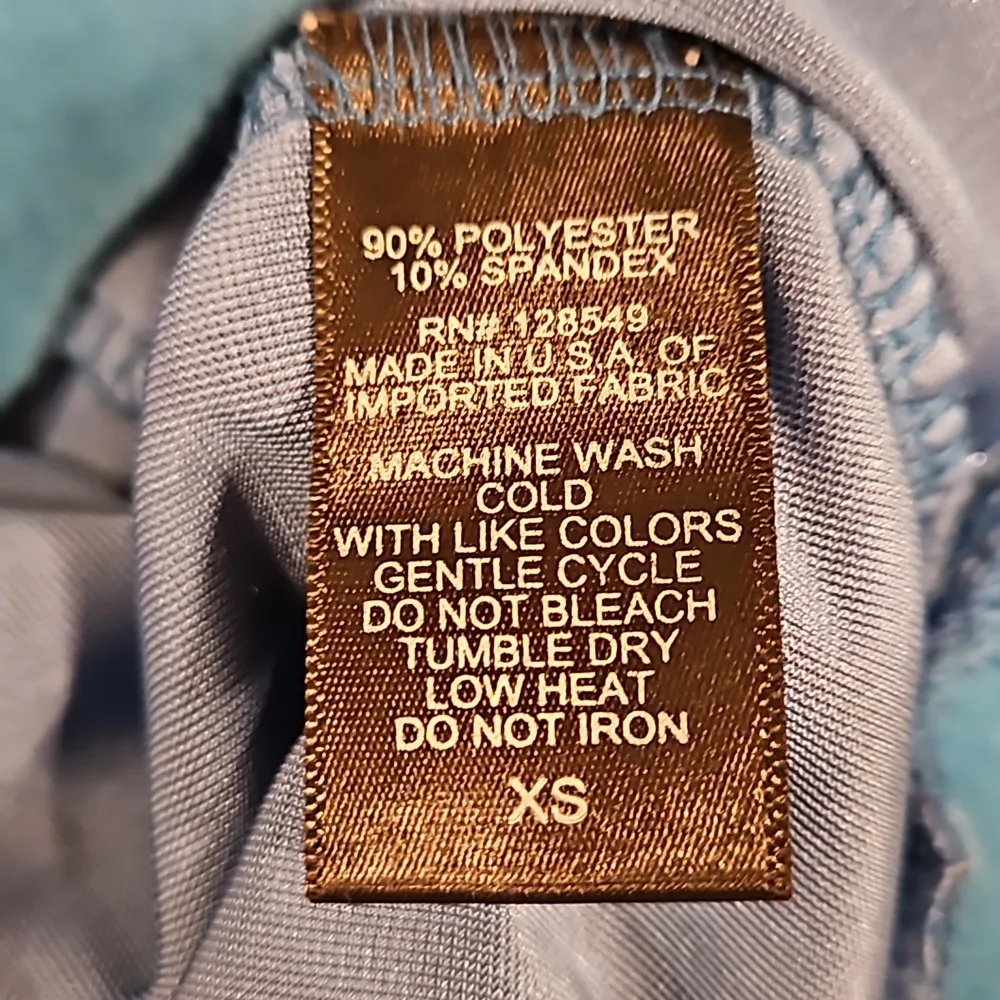 90% POLYESTER
10% SPANDEX
RN# 128549
MADE IN U.S.A. OF
IMPORTED FABRIC
MACHINE WASH
COLD
WITH LIKE COLORS
GENTLE CYCLE
DO NOT BLEACH
TUMBLE DRY
LOW HEAT
DO NOT IRON
XS